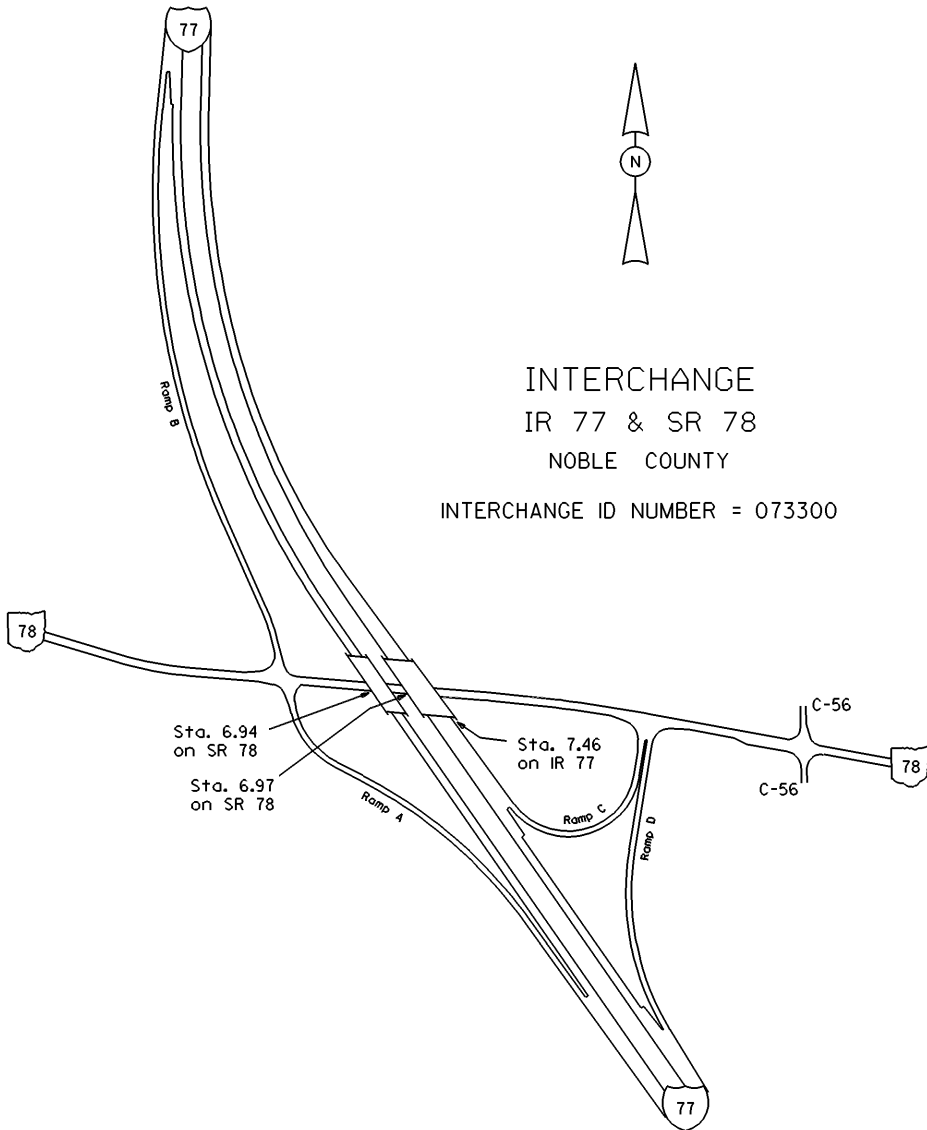 77
N
INTERCHANGE
IR 77 & SR 78
NOBLE COUNTY
INTERCHANGE ID NUMBER = 073300
Ramp B
78
Sta. 6.94
on SR 78
Sta. 6.97
on SR 78
Sta. 7.46
on IR 77
C-56
C-56
78
Ramp A
Ramp C
Ramp D
77